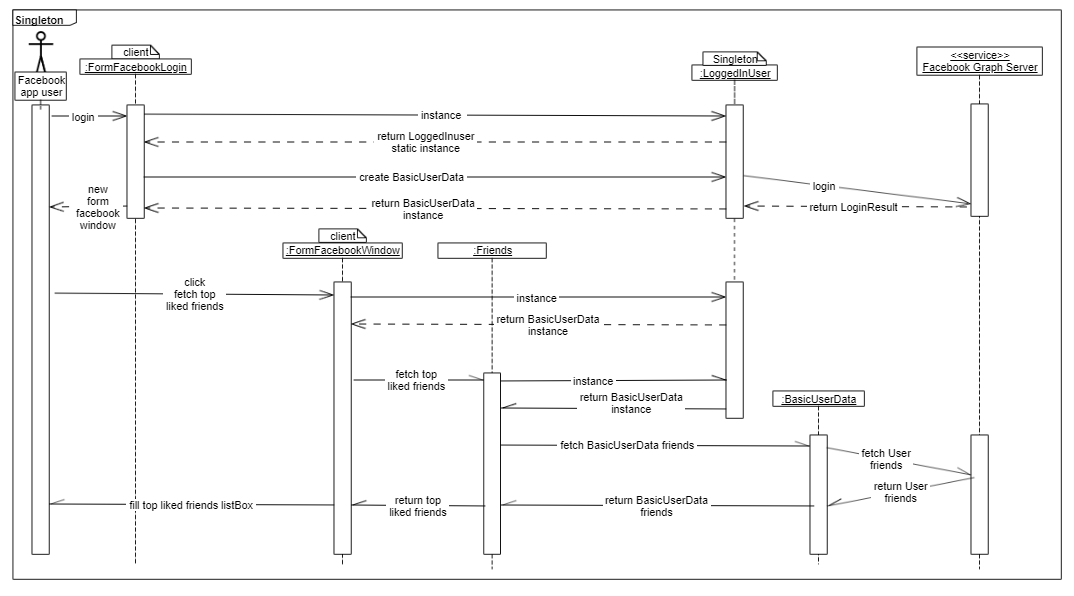 Singleton
Facebook
app user
client
:FormFacebookLogin
Singleton
:LoggedInUser
<<service>>
Facebook Graph Server
login
instance
return LoggedInuser
static instance
create BasicUserData
login
new
form
facebook
window
return BasicUserData
instance
return LoginResult
client
:FormFacebookWindow
:Friends
click
fetch top
liked friends
instance
return BasicUserData
instance
fetch top
liked friends
instance
return BasicUserData
instance
:BasicUserData
fetch BasicUserData friends
fetch User
friends
return User
friends
fill top liked friends listBox
return top
liked friends
return BasicUserData
friends